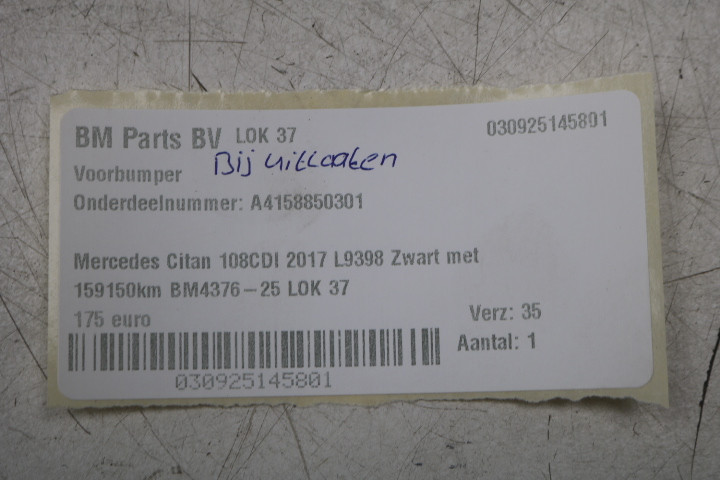 BM Parts BV LOK 37 030925145801
Bij uitlaaten
Voorbumper
Onderdeelnummer: A4158850301
Mercedes Citan 108CDI 2017 L9398 Zwart met
159150km BM4376-25 LOK 37
175 euro Verz: 35
Aantal: 1
030925145801